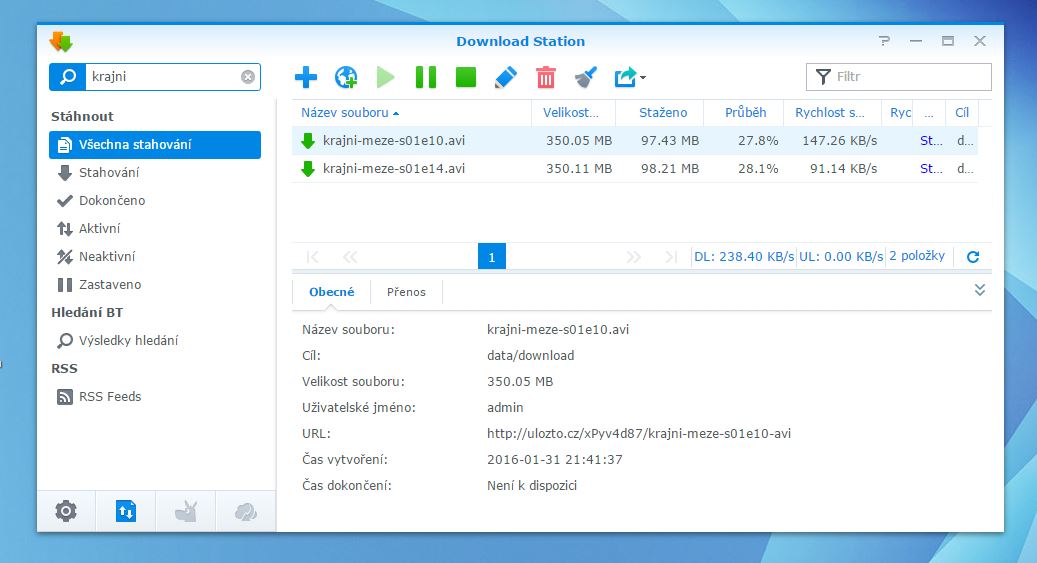 Download Station
krajni
Filtr
Stáhnout
Všechna stahování
Stahování
Dokončeno
Aktivní
Neaktivní
Zastaveno
Hledání BT
Výsledky hledání
RSS
RSS Feeds
Název souboru Velikost... Staženo Průběh Rychlost s... Ryc ... Cíl
krajni-meze-s01e10.avi 350.05 MB 97.43 MB 27.8% 147.26 KB/s St... d...
krajni-meze-s01e14.avi 350.11 MB 98.21 MB 28.1% 91.14 KB/s St... d...
1 DL: 238.40 KB/s UL: 0.00 KB/s 2 položky
Obecné Přenos
Název souboru: krajni-meze-s01e10.avi
Cíl: data/download
Velikost souboru: 350.05 MB
Uživatelské jméno: admin
URL: http://ulozto.cz/xPyv4d87/krajni-meze-s01e10-avi
Čas vytvoření: 2016-01-31 21:41:37
Čas dokončení: Není k dispozici